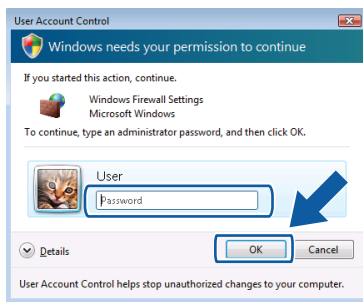 User Account Control
Windows needs your permission to continue
If you started this action, continue.
Windows Firewall Settings
Microsoft Windows
To continue, type an administrator password, and then click OK.
User
Password
Details
OK
Cancel
User Account Control helps stop unauthorized changes to your computer.